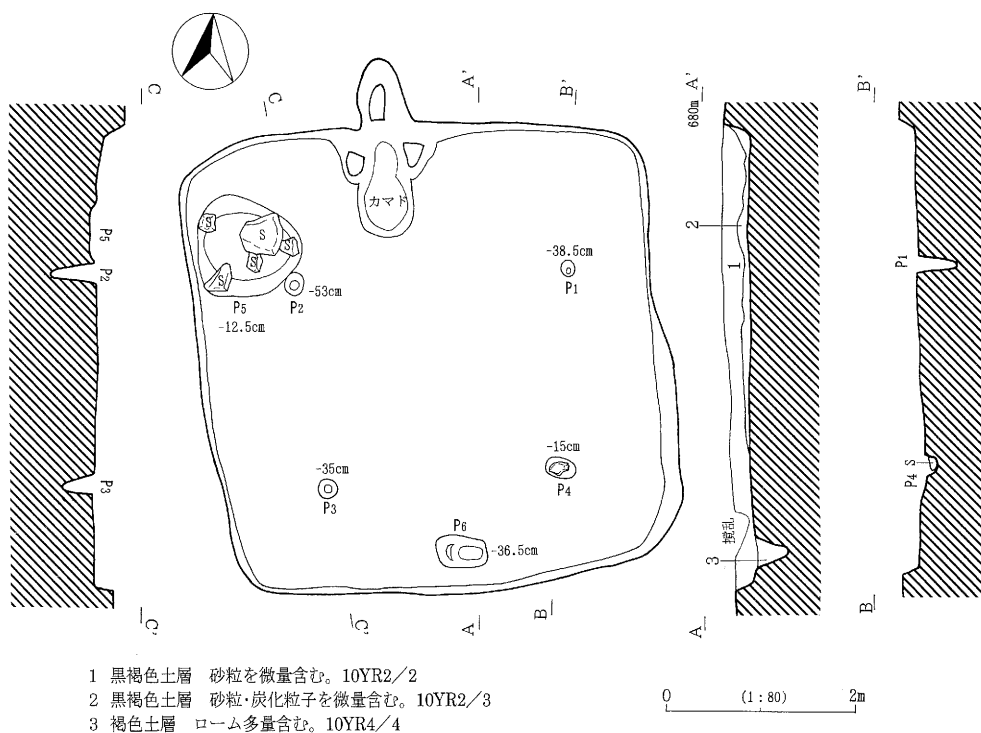 C
C
A'
B'
680m A'
B'
カマド
P5
P2
P3
S
S
S
S
S
P5
-12.5cm
P2
-53cm
-38.5cm
P1
-35cm
P3
-15cm
P4
P6
-36.5cm
2
1
撹乱
3
P1
P4 S
C'
C'
A
B
A
B
1 黒褐色土層 砂粒を微量含む。10YR2/2
2 黒褐色土層 砂粒・炭化粒子を微量含む。10YR2/3
3 褐色土層 ローム多量含む。10YR4/4
0 (1:80) 2m